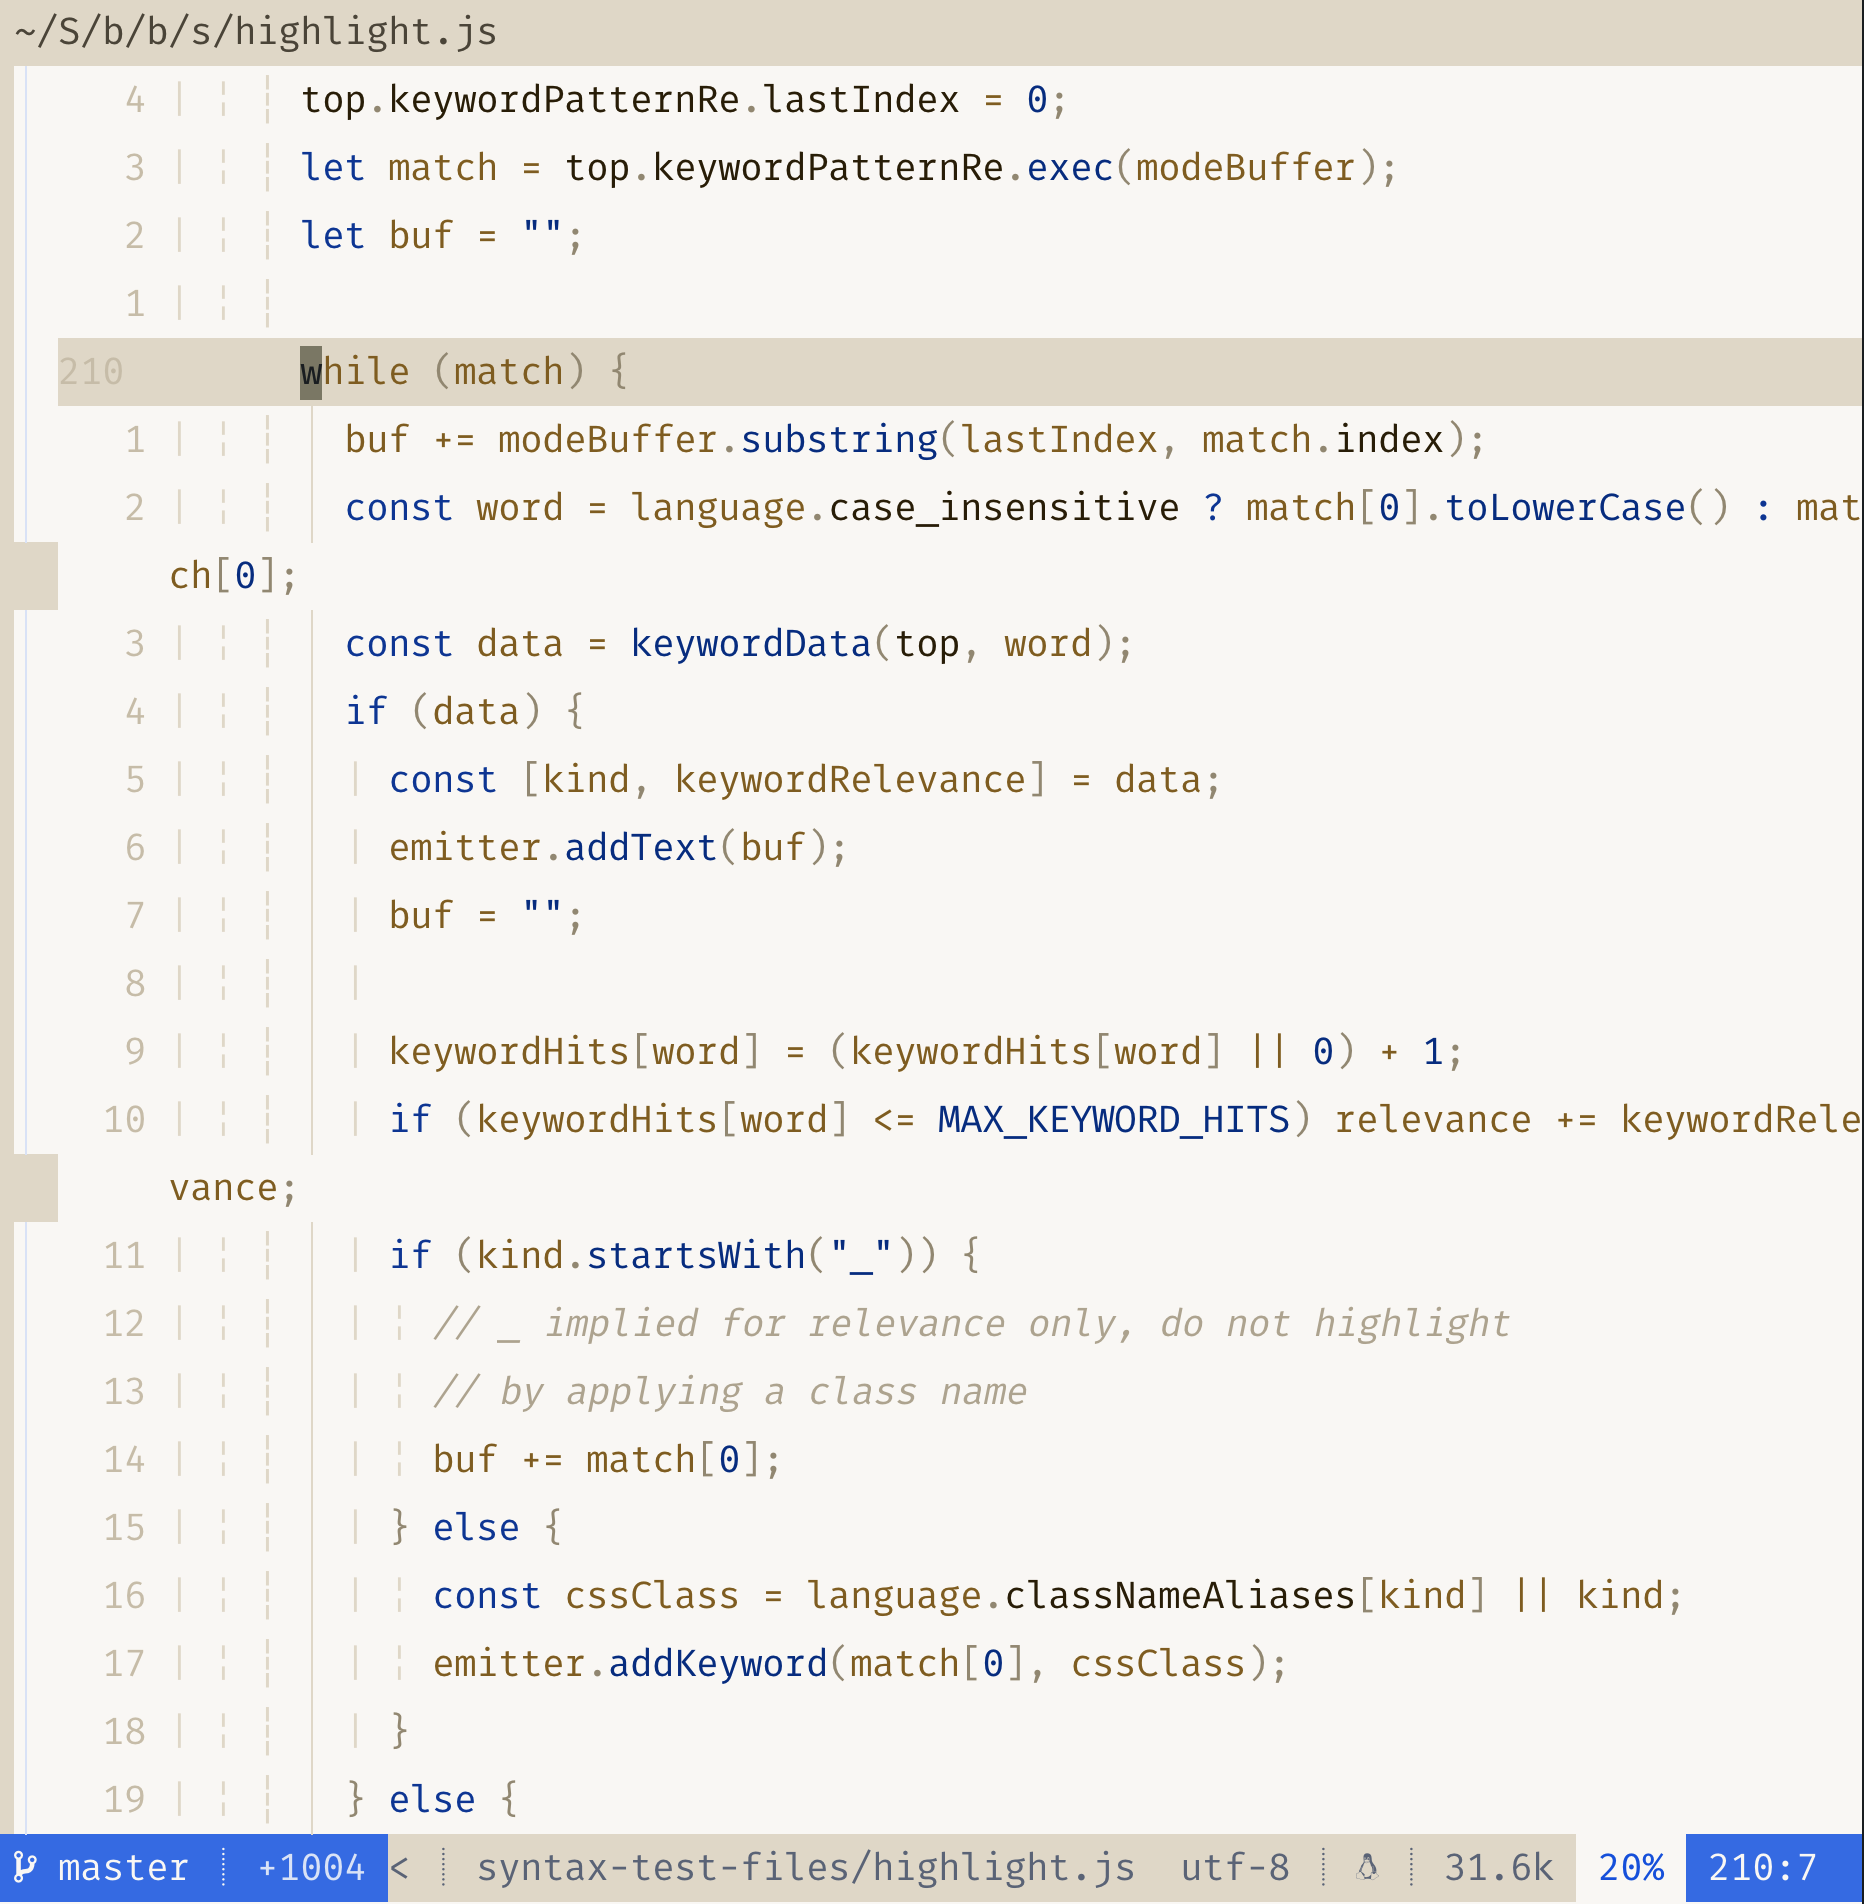 ~/S/b/b/s/highlight.js
4 top.keywordPatternRe.lastIndex = 0;
3 let match = top.keywordPatternRe.exec(modeBuffer);
2 let buf = "";
1
210 while (match) {
1 buf += modeBuffer.substring(lastIndex, match.index);
2 const word = language.case_insensitive ? match[0].toLowerCase() : mat
ch[0];
3 const data = keywordData(top, word);
4 if (data) {
5 const [kind, keywordRelevance] = data;
6 emitter.addText(buf);
7 buf = "";
8
9 keywordHits[word] = (keywordHits[word] || 0) + 1;
10 if (keywordHits[word] <= MAX_KEYWORD_HITS) relevance += keywordRele
vance;
11 if (kind.startsWith("_")) {
12 // _ implied for relevance only, do not highlight
13 // by applying a class name
14 buf += match[0];
15 } else {
16 const cssClass = language.classNameAliases[kind] || kind;
17 emitter.addKeyword(match[0], cssClass);
18 }
19 } else {
master +1004 < syntax-test-files/highlight.js utf-8 31.6k 20% 210:7